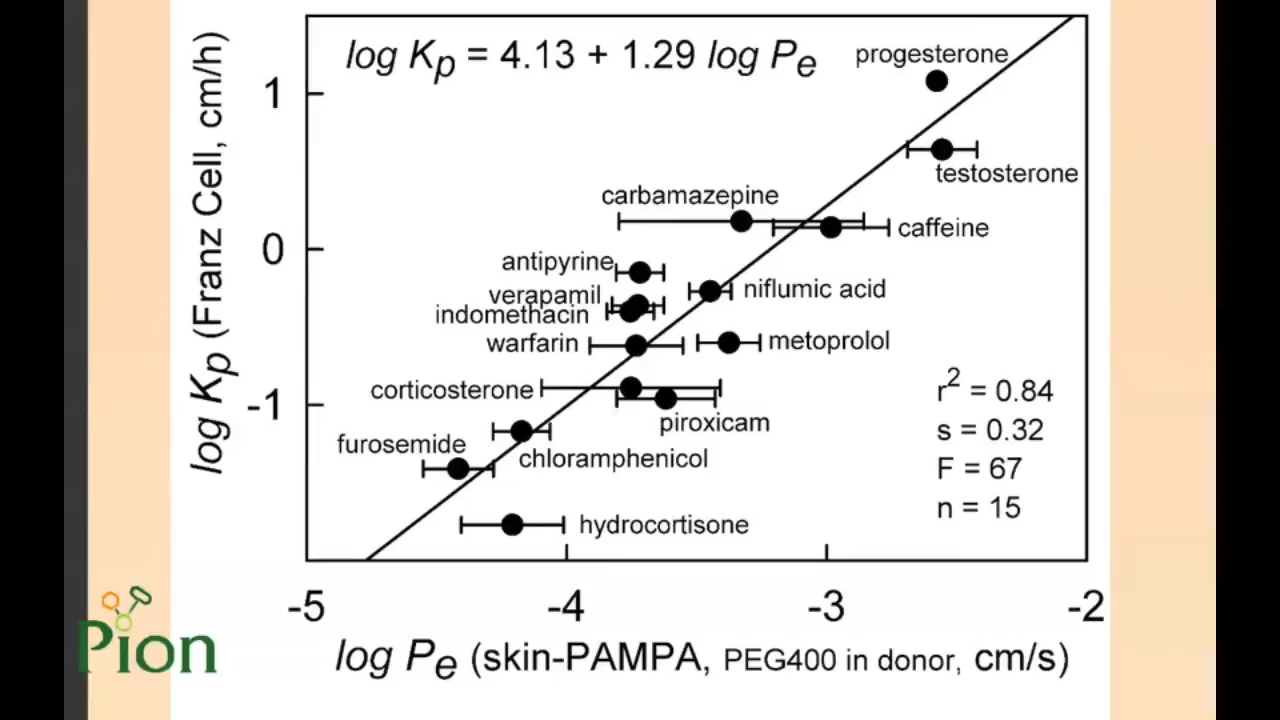 log Kp = 4.13 + 1.29 log Pe
progesterone
testosterone
carbamazepine
caffeine
antipyrine
verapamil
niflumic acid
indomethacin
warfarin
metoprolol
corticosterone
piroxicam
furosemide
chloramphenicol
hydrocortisone
r2 = 0.84
s = 0.32
F = 67
n = 15
log Kp (Franz Cell, cm/h)
1
0
-1
-5 -4 -3 -2
log Pe (skin-PAMPA, PEG400 in donor, cm/s)
Pion